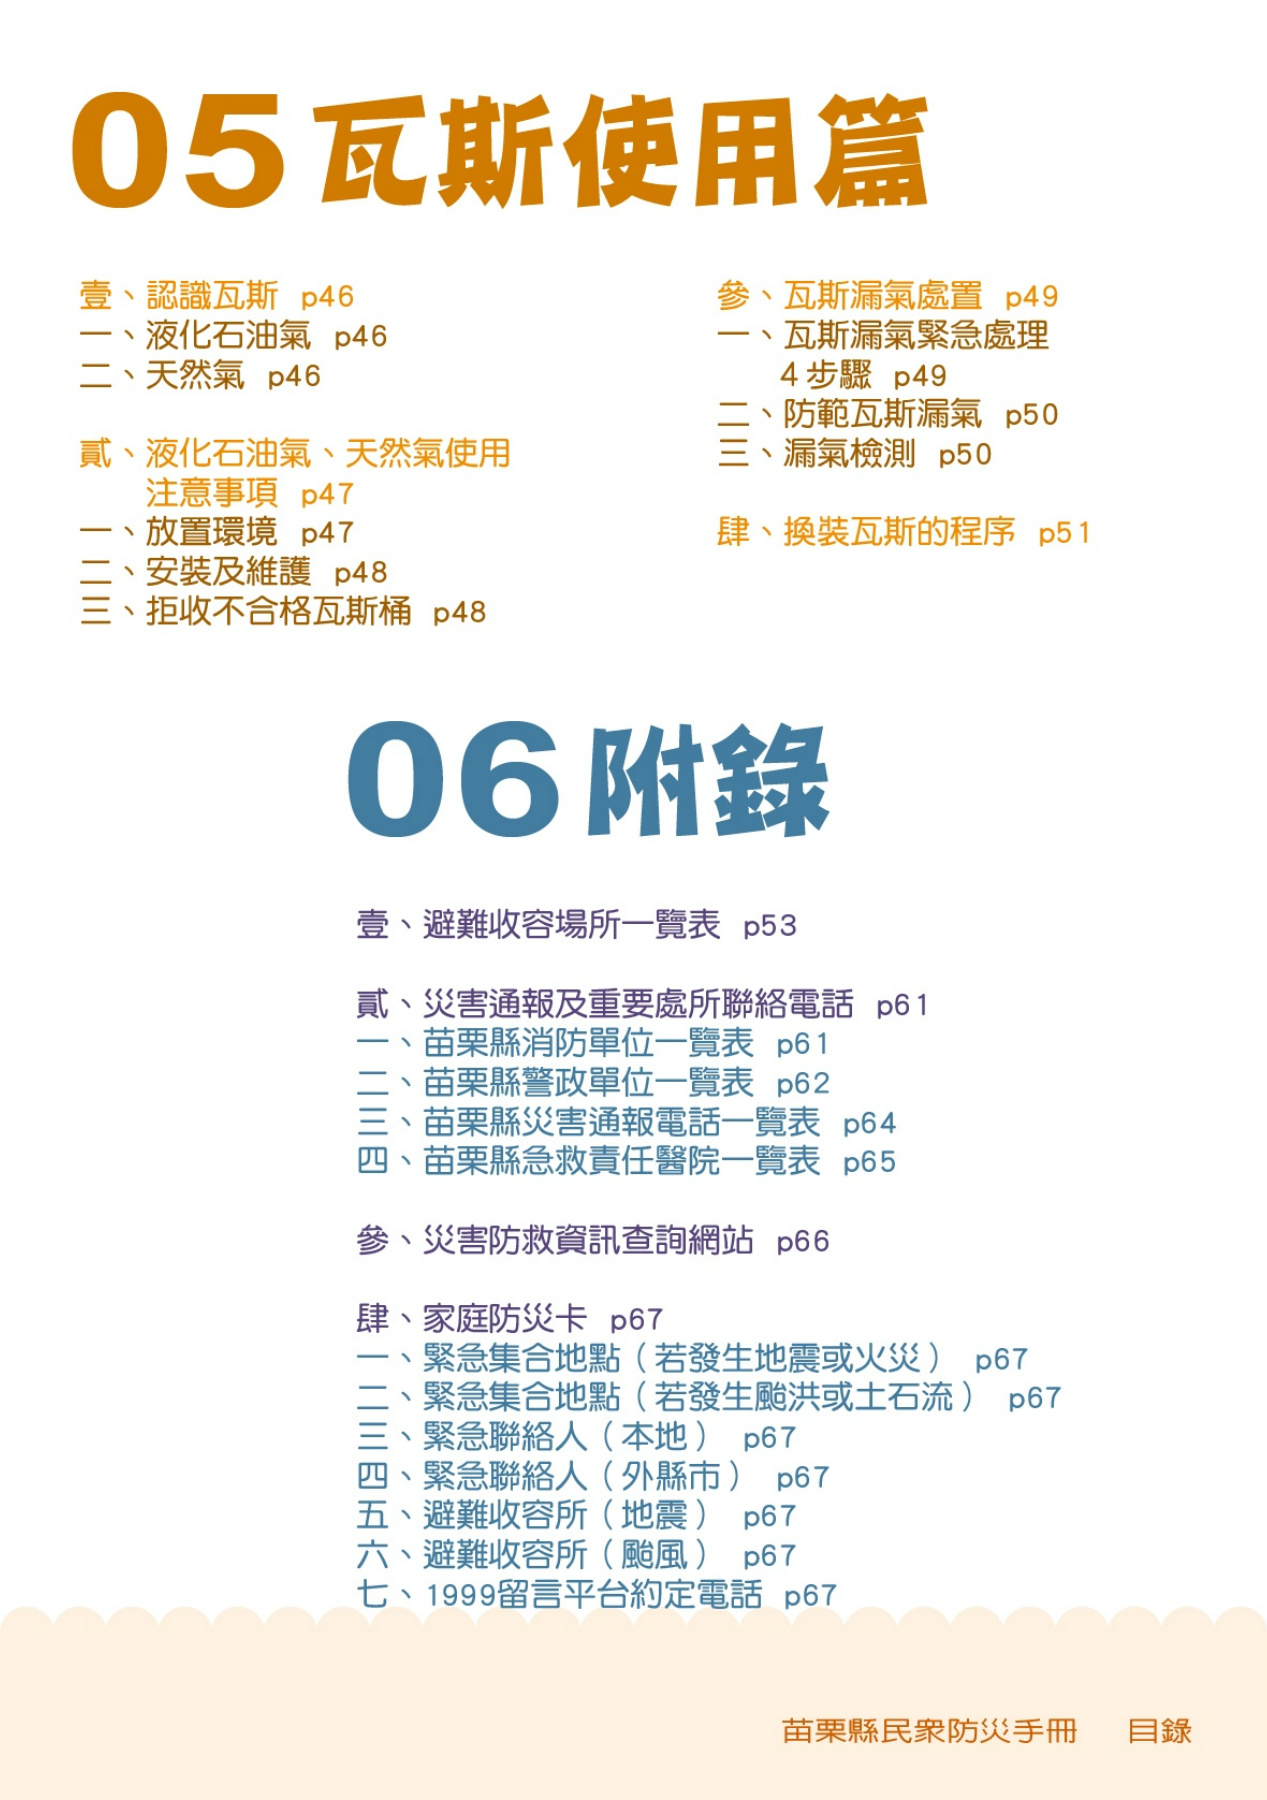 05瓦斯使用篇
壹、認識瓦斯 p46
一、液化石油氣 p46
二、天然氣 p46
貳、液化石油氣、天然氣使用
注意事項 p47
一、放置環境 p47
二、安裝及維護 p48
三、拒收不合格瓦斯桶 p48
參、瓦斯漏氣處置 p49
一、瓦斯漏氣緊急處理
4步驟 p49
二、防範瓦斯漏氣 p50
三、漏氣檢測 p50
肆、換裝瓦斯的程序 p51
06附錄
壹、避難收容場所一覽表 p53
貳、災害通報及重要處所聯絡電話 p61
一、苗栗縣消防單位一覽表 p61
二、苗栗縣警政單位一覽表 p62
三、苗栗縣災害通報電話一覽表 p64
四、苗栗縣急救責任醫院一覽表 p65
參、災害防救資訊查詢網站 p66
肆、家庭防災卡 p67
一、緊急集合地點（若發生地震或火災） p67
二、緊急集合地點（若發生颱洪或土石流） p67
三、緊急聯絡人（本地） p67
四、緊急聯絡人（外縣市） p67
五、避難收容所（地震） p67
六、避難收容所（颱風） p67
七、1999留言平台約定電話 p67
苗栗縣民眾防災手冊 目錄